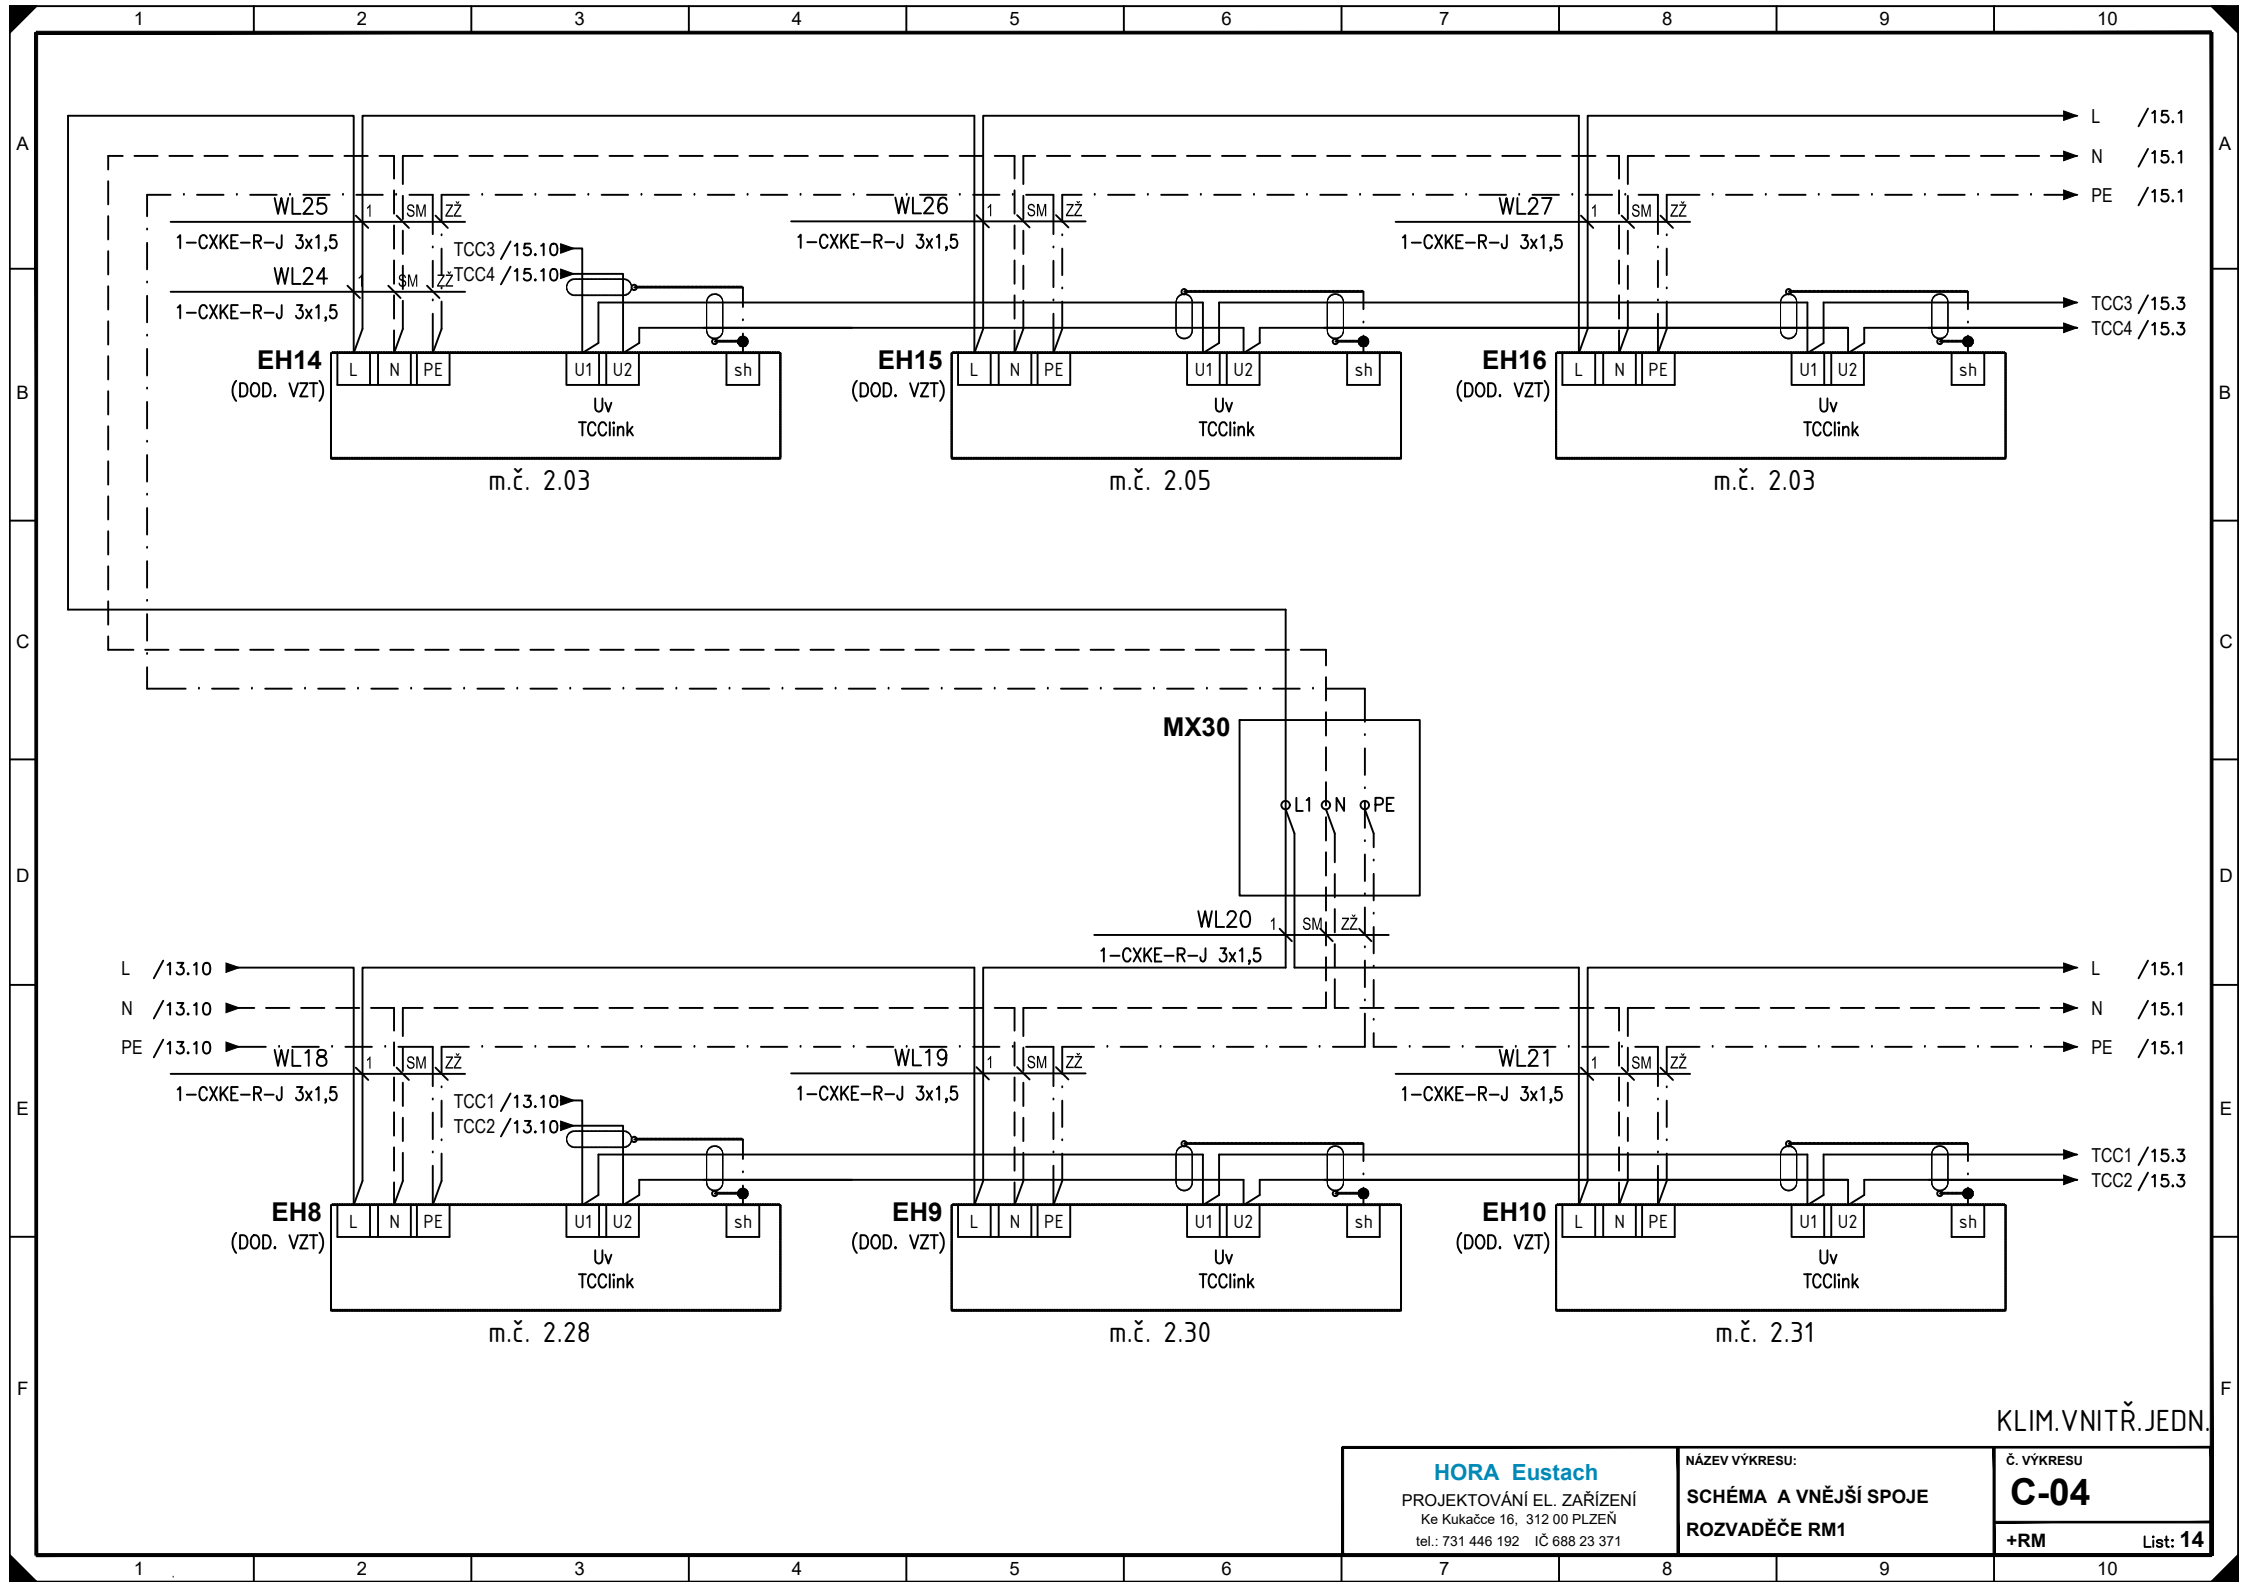 1 2 3 4 5 6 7 8 9 10
L /15.1
A A
N /15.1
PE /15.1
WL25 1 SM ZŽ
WL26 1 SM ZŽ
WL27 1 SM ZŽ
1-CXKE-R-J 3x1,5
1-CXKE-R-J 3x1,5
1-CXKE-R-J 3x1,5
TCC3 /15.10
TCC4 /15.10
WL24 1 SM ZŽ
1-CXKE-R-J 3x1,5
TCC3 /15.3
TCC4 /15.3
EH14 L N PE U1 U2 sh
EH15 L N PE U1 U2 sh
EH16 L N PE U1 U2 sh
(DOD. VZT)
(DOD. VZT)
(DOD. VZT)
B B
Uv
TCClink
Uv
TCClink
Uv
TCClink
m.č. 2.03
m.č. 2.05
m.č. 2.03
C C
MX30
L1 N PE
D D
WL20 1 SM ZŽ
1-CXKE-R-J 3x1,5
L /13.10
L /15.1
N /13.10
N /15.1
PE /13.10
PE /15.1
WL18 1 SM ZŽ
WL19 1 SM ZŽ
WL21 1 SM ZŽ
1-CXKE-R-J 3x1,5
1-CXKE-R-J 3x1,5
1-CXKE-R-J 3x1,5
E E
TCC1 /13.10
TCC2 /13.10
TCC1 /15.3
TCC2 /15.3
EH8 L N PE U1 U2 sh
EH9 L N PE U1 U2 sh
EH10 L N PE U1 U2 sh
(DOD. VZT)
(DOD. VZT)
(DOD. VZT)
Uv
TCClink
Uv
TCClink
Uv
TCClink
m.č. 2.28
m.č. 2.30
m.č. 2.31
F F
KLIM.VNITŘ.JEDN.
HORA Eustach
PROJEKTOVÁNÍ EL. ZAŘÍZENÍ
Ke Kukačce 16, 312 00 PLZEŇ
tel.: 731 446 192 IČ 688 23 371
NÁZEV VÝKRESU:
SCHÉMA A VNĚJŠÍ SPOJE
ROZVADĚČE RM1
Č. VÝKRESU
C-04
+RM List: 14
1 2 3 4 5 6 7 8 9 10